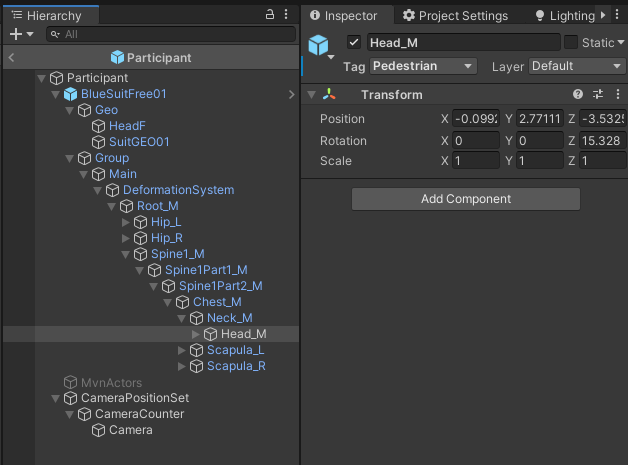 Hierarchy
All
Participant
Participant
BlueSuitFree01
Geo
HeadF
SuitGEO01
Group
Main
DeformationSystem
Root_M
Hip_L
Hip_R
Spine1_M
Spine1Part1_M
Spine1Part2_M
Chest_M
Neck_M
Head_M
Scapula_L
Scapula_R
MvnActors
CameraPositionSet
CameraCounter
Camera
Inspector Project Settings Lighting
Head_M Static
Tag Pedestrian Layer Default
Transform
Position X -0.0992 Y 2.77111 Z -3.5325
Rotation X 0 Y 0 Z 15.328
Scale X 1 Y 1 Z 1
Add Component